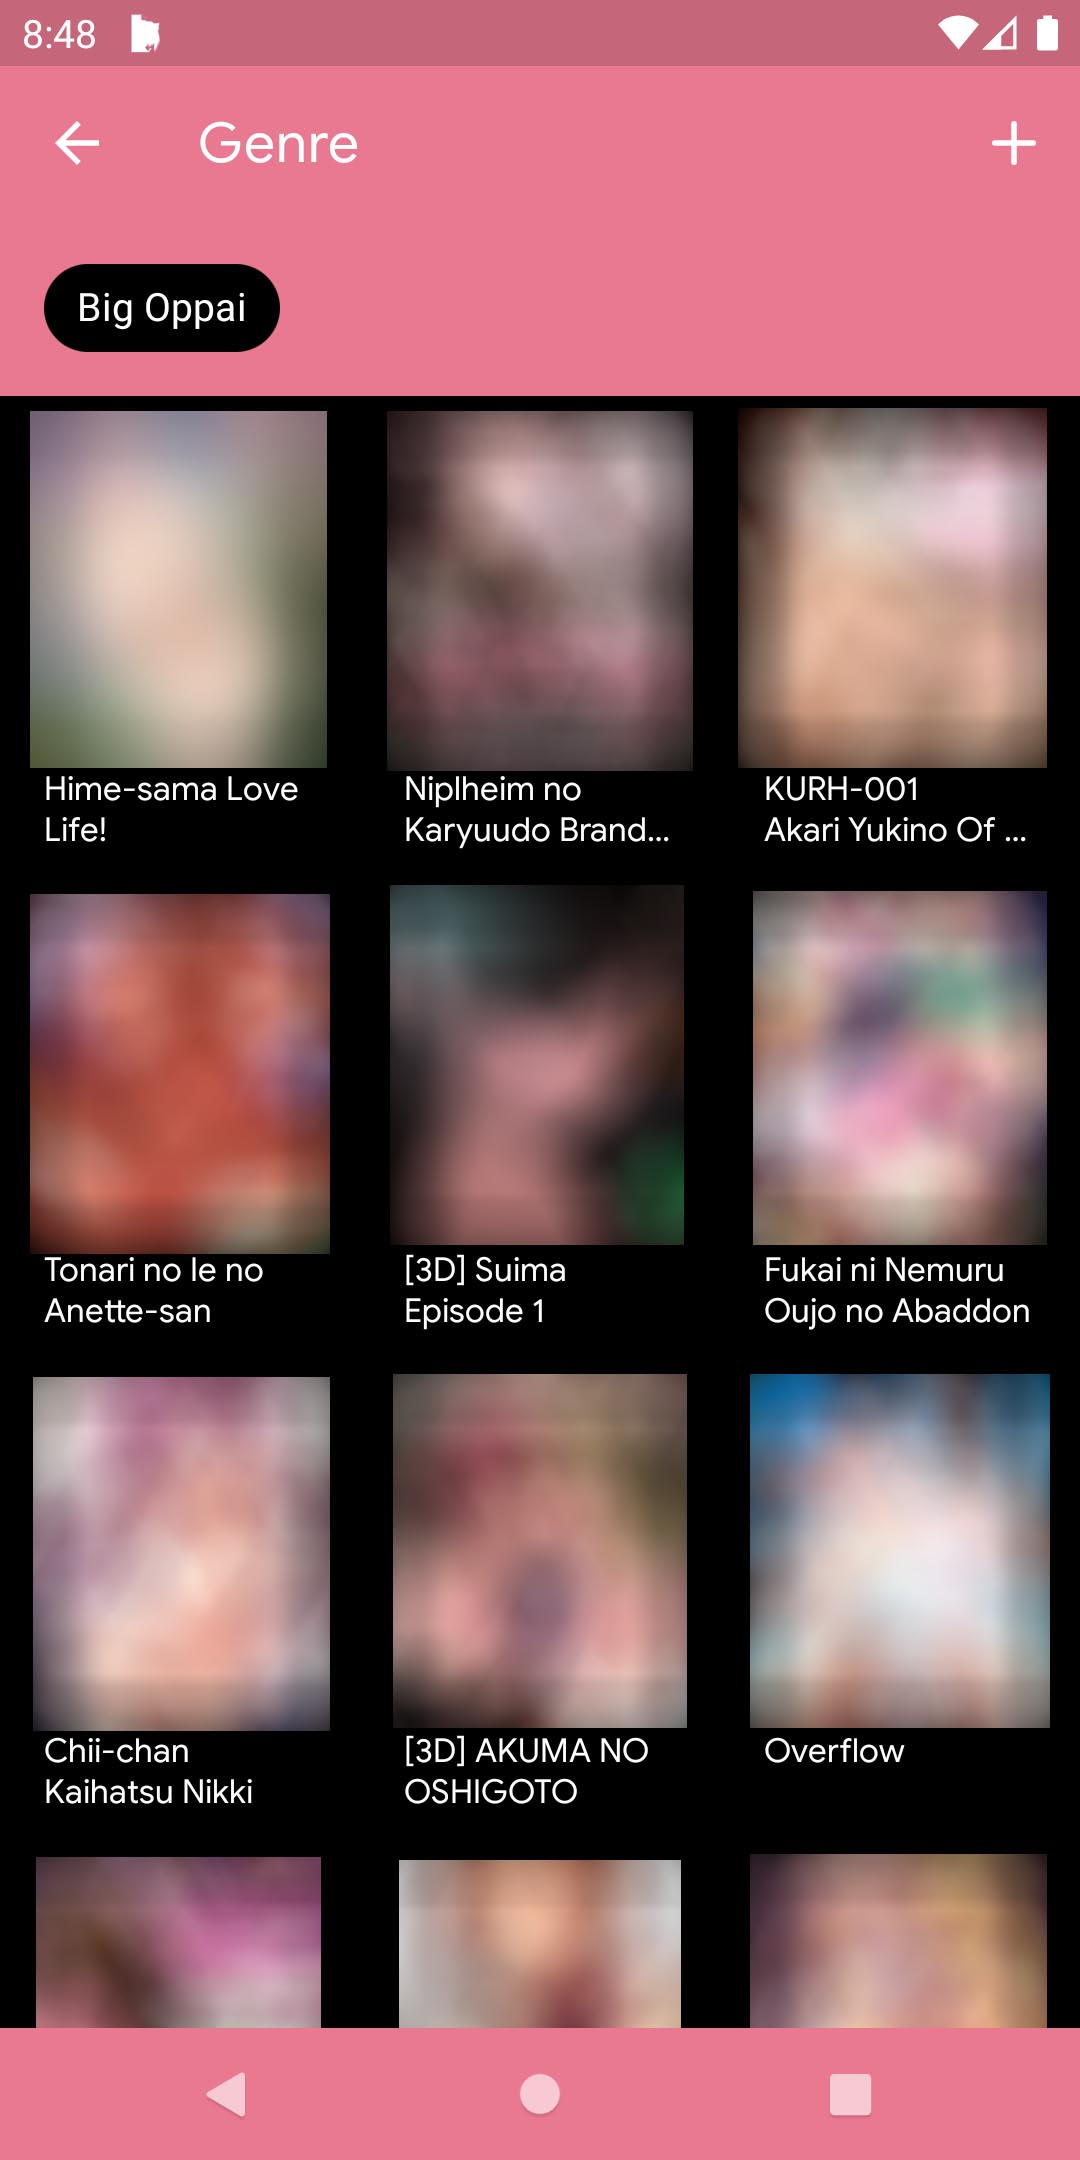 8:48
Genre
Big Oppai
Hime-sama Love
Life!
Niplheim no
Karyuudo Brand...
KURH-001
Akari Yukino Of ...
Tonari no Ie no
Anette-san
[3D] Suima
Episode 1
Fukai ni Nemuru
Oujo no Abaddon
Chii-chan
Kaihatsu Nikki
[3D] AKUMA NO
OSHIGOTO
Overflow